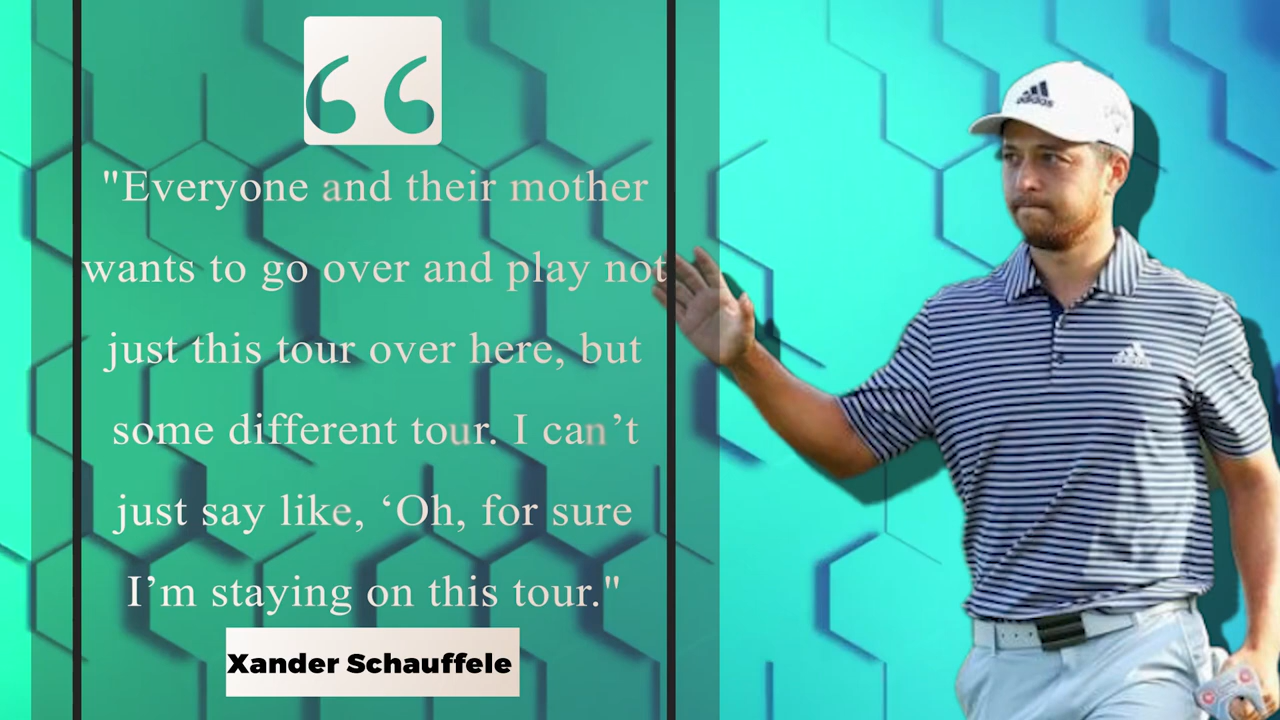 "Everyone and their mother
wants to go over and play not
just this tour over here, but
some different tour. I can’t
just say like, ‘Oh, for sure
I’m staying on this tour."
Xander Schauffele
adidas